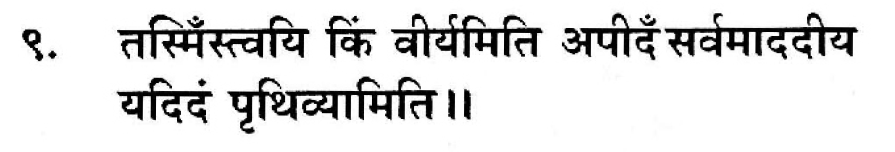 ९. तस्मिँस्त्वयि किं वीर्यमिति अपीदँ सर्वमाददीय
यदिदं पृथिव्यामिति॥